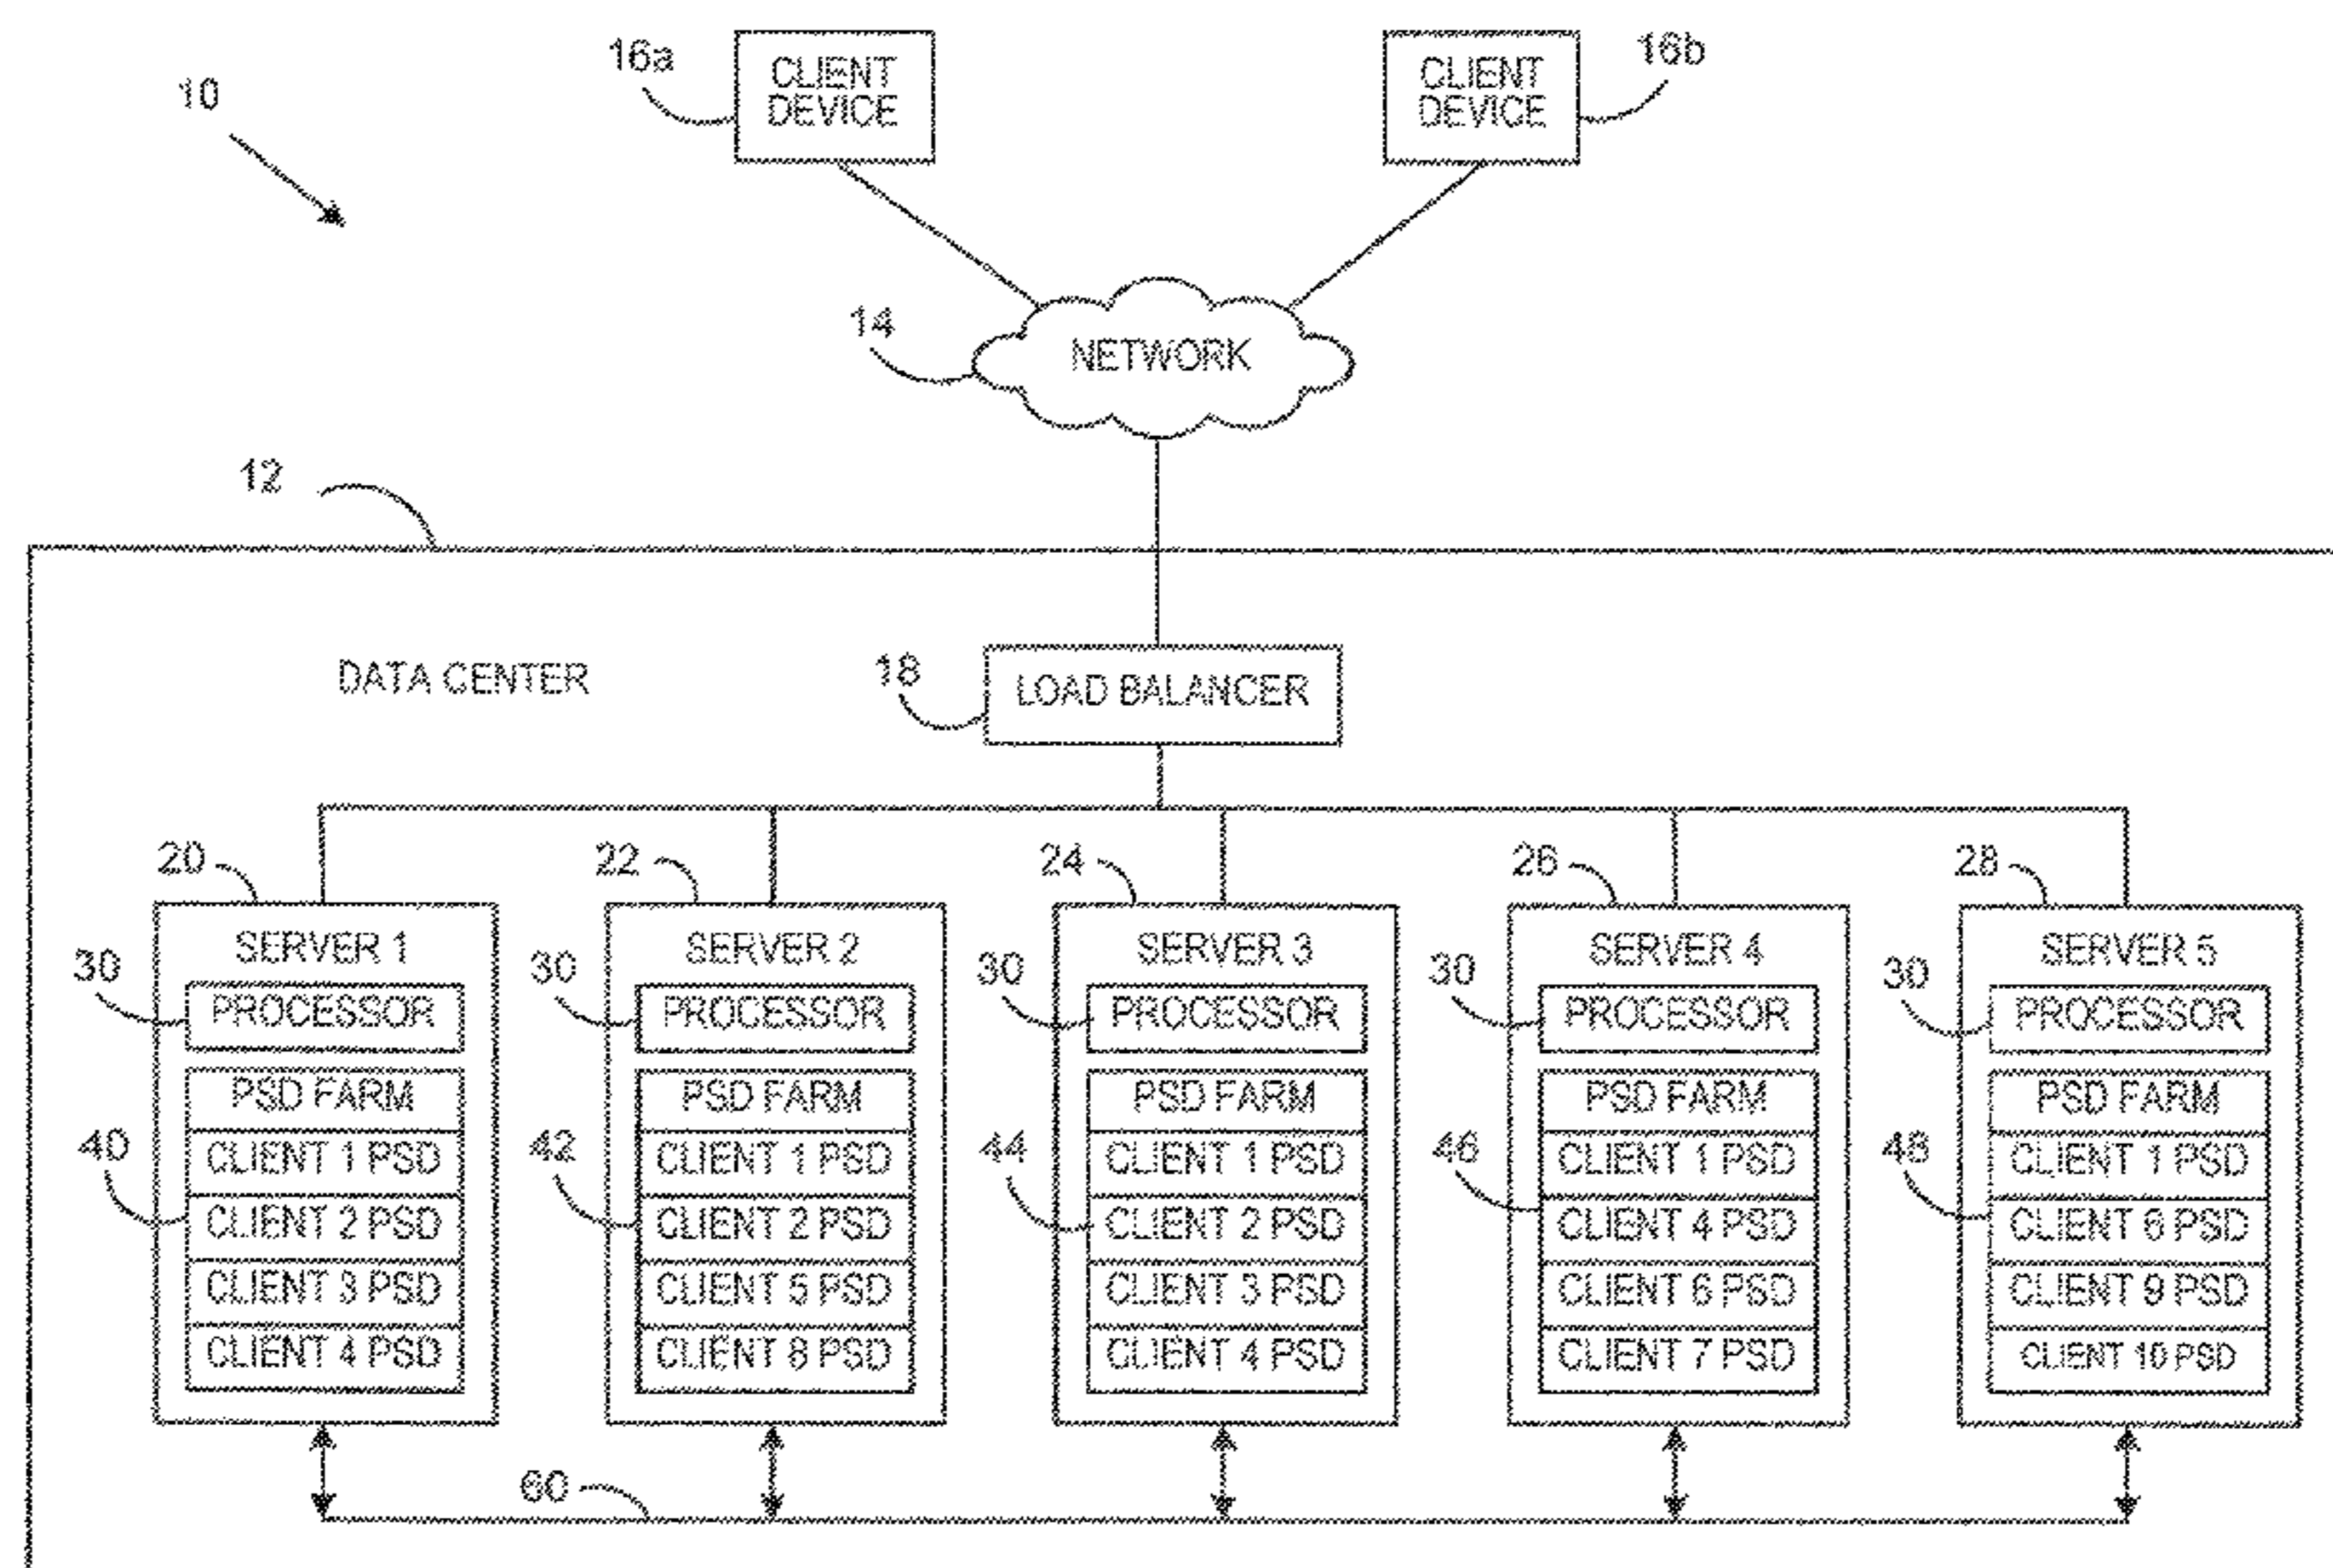 10
16a
CLIENT
DEVICE
CLIENT
DEVICE
16b
14
NETWORK
12
DATA CENTER
18
LOAD BALANCER
20
22
24
26
28
SERVER 1
30
PROCESSOR
PSD FARM
40
CLIENT 1 PSD
CLIENT 2 PSD
CLIENT 3 PSD
CLIENT 4 PSD
SERVER 2
30
PROCESSOR
PSD FARM
42
CLIENT 1 PSD
CLIENT 2 PSD
CLIENT 5 PSD
CLIENT 8 PSD
SERVER 3
30
PROCESSOR
PSD FARM
44
CLIENT 1 PSD
CLIENT 2 PSD
CLIENT 3 PSD
CLIENT 4 PSD
SERVER 4
30
PROCESSOR
PSD FARM
46
CLIENT 1 PSD
CLIENT 4 PSD
CLIENT 6 PSD
CLIENT 7 PSD
SERVER 5
30
PROCESSOR
PSD FARM
48
CLIENT 1 PSD
CLIENT 6 PSD
CLIENT 9 PSD
CLIENT 10 PSD
60